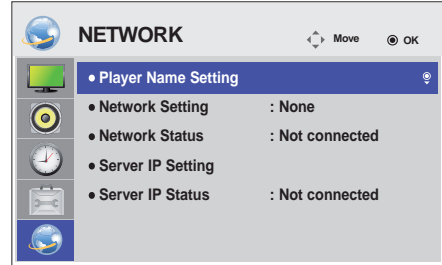 NETWORK
Move OK
• Player Name Setting
• Network Setting : None
• Network Status : Not connected
• Server IP Setting
• Server IP Status : Not connected